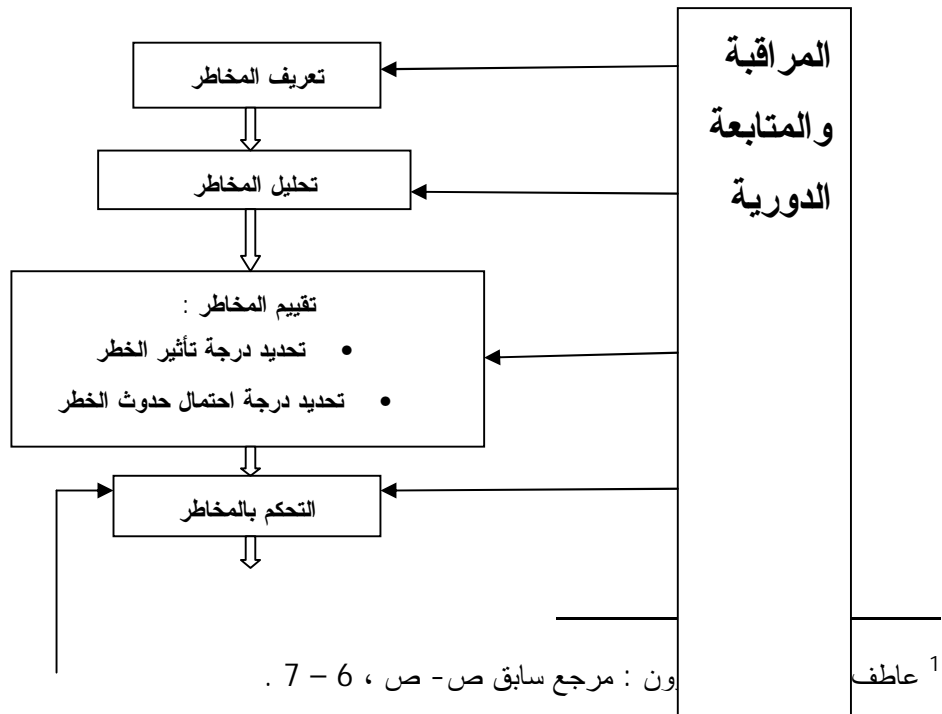 المراقبة
والمتابعة
الدورية
تعريف المخاطر
تحليل المخاطر
تقييم المخاطر :
• تحديد درجة تأثير الخطر
• تحديد درجة احتمال حدوث الخطر
التحكم بالمخاطر
1 عاطف ون : مرجع سابق ص- ص ، 6 – 7 .